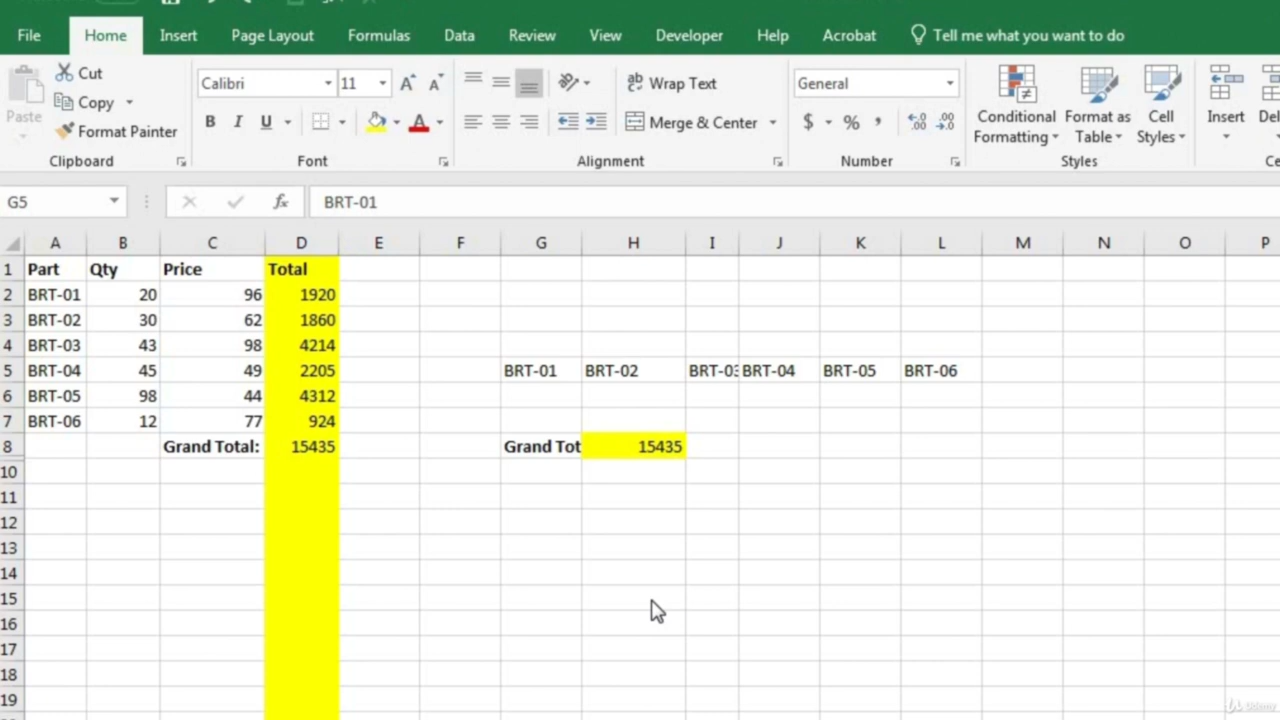 File Home Insert Page Layout Formulas Data Review View Developer Help Acrobat Tell me what you want to do
Cut
Copy
Paste
Format Painter
Clipboard
Calibri 11
B I U A
Font
Wrap Text
Merge & Center
Alignment
General
$ % ,
Number
Conditional Formatting
Format as Table
Cell Styles
Styles
Insert
G5 fx BRT-01
A B C D E F G H I J K L M N O P
1 Part Qty Price Total
2 BRT-01 20 96 1920
3 BRT-02 30 62 1860
4 BRT-03 43 98 4214
5 BRT-04 45 49 2205 BRT-01 BRT-02 BRT-03 BRT-04 BRT-05 BRT-06
6 BRT-05 98 44 4312
7 BRT-06 12 77 924
8 Grand Total: 15435 Grand Tot 15435
10
11
12
13
14
15
16
17
18
19
Udemy